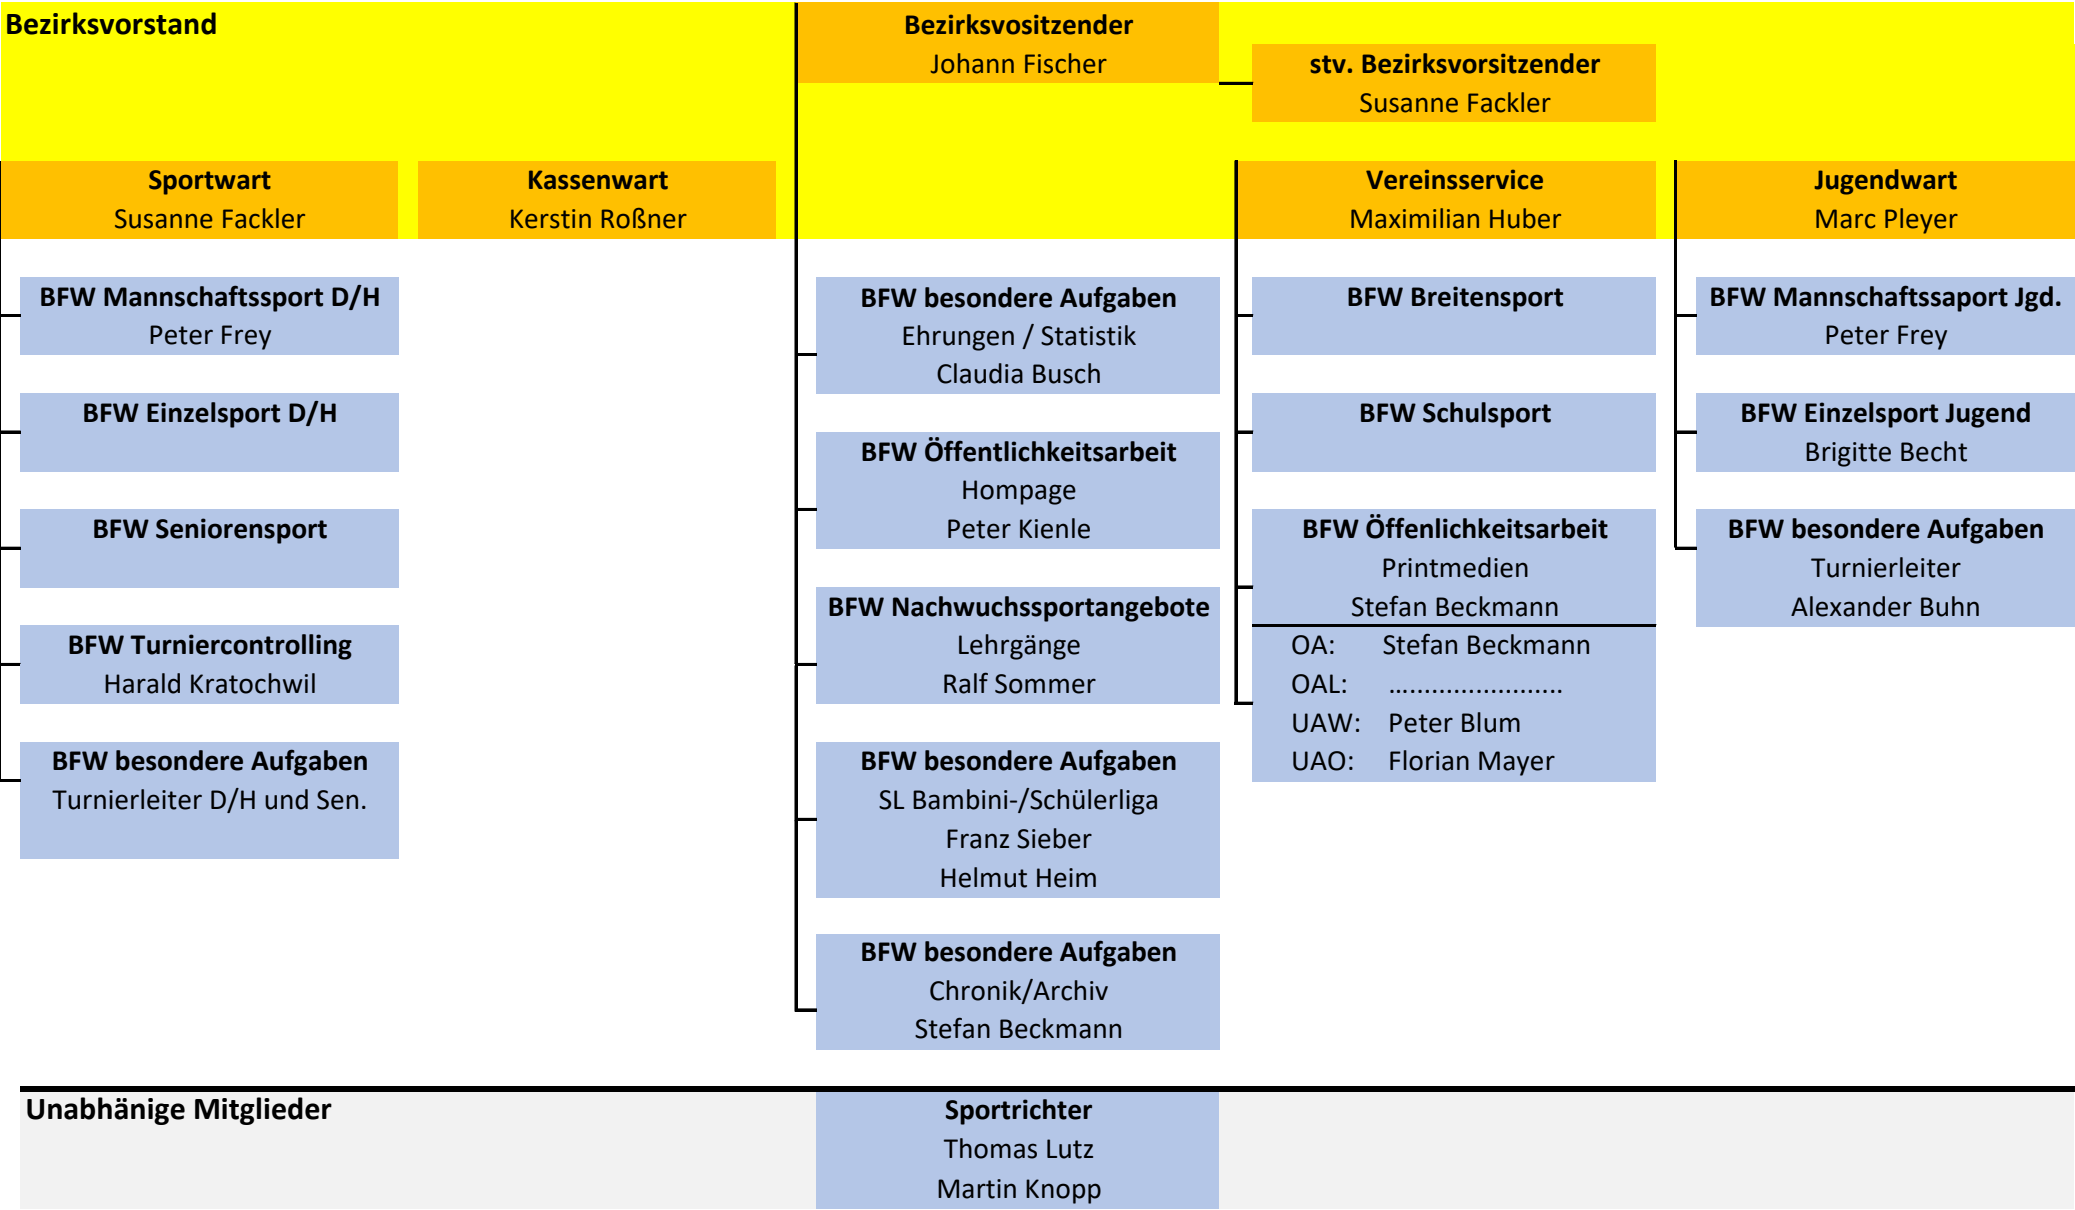 Bezirksvorstand
Bezirksvositzender
Johann Fischer
stv. Bezirksvorsitzender
Susanne Fackler
Sportwart
Susanne Fackler
Kassenwart
Kerstin Roßner
Vereinsservice
Maximilian Huber
Jugendwart
Marc Pleyer
BFW Mannschaftssport D/H
Peter Frey
BFW Einzelsport D/H
BFW Seniorensport
BFW Turniercontrolling
Harald Kratochwil
BFW besondere Aufgaben
Turnierleiter D/H und Sen.
BFW besondere Aufgaben
Ehrungen / Statistik
Claudia Busch
BFW Öffentlichkeitsarbeit
Hompage
Peter Kienle
BFW Nachwuchssportangebote
Lehrgänge
Ralf Sommer
BFW besondere Aufgaben
SL Bambini-/Schülerliga
Franz Sieber
Helmut Heim
BFW besondere Aufgaben
Chronik/Archiv
Stefan Beckmann
BFW Breitensport
BFW Schulsport
BFW Öffenlichkeitsarbeit
Printmedien
Stefan Beckmann
OA: Stefan Beckmann
OAL: ........................
UAW: Peter Blum
UAO: Florian Mayer
BFW Mannschaftssaport Jgd.
Peter Frey
BFW Einzelsport Jugend
Brigitte Becht
BFW besondere Aufgaben
Turnierleiter
Alexander Buhn
Unabhänige Mitglieder
Sportrichter
Thomas Lutz
Martin Knopp